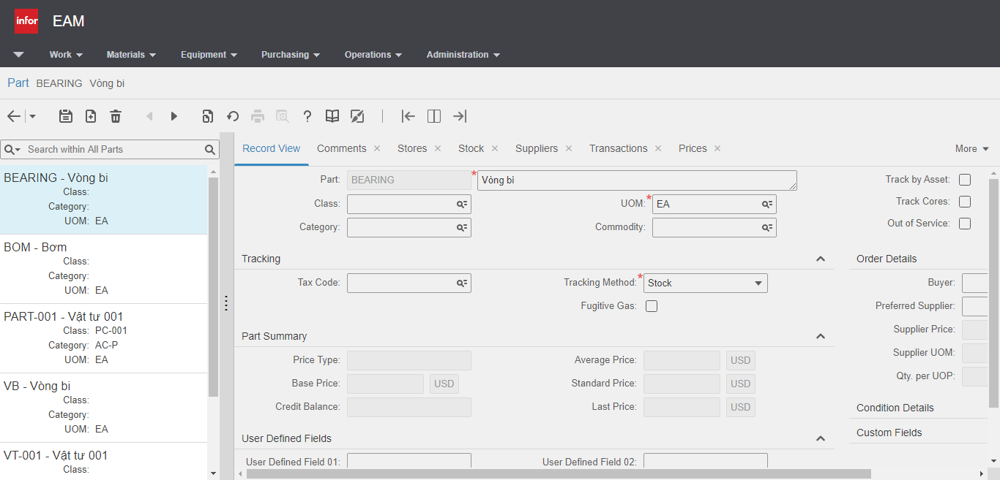 infor EAM
Work Materials Equipment Purchasing Operations Administration
Part BEARING Vòng bi
Search within All Parts
BEARING - Vòng bi
Class:
Category:
UOM: EA
BOM - Bơm
Class:
Category:
UOM: EA
PART-001 - Vật tư 001
Class: PC-001
Category: AC-P
UOM: EA
VB - Vòng bi
Class:
Category:
UOM: EA
VT-001 - Vật tư 001
Class:
Record View Comments Stores Stock Suppliers Transactions Prices More
Part: BEARING * Vòng bi Track by Asset:
Class: UOM: * EA Track Cores:
Category: Commodity: Out of Service:
Tracking
Tax Code: Tracking Method: * Stock
Fugitive Gas:
Part Summary
Price Type: Average Price: USD
Base Price: USD Standard Price: USD
Credit Balance: Last Price: USD
User Defined Fields
User Defined Field 01: User Defined Field 02:
Order Details
Buyer:
Preferred Supplier:
Supplier Price:
Supplier UOM:
Qty. per UOP:
Condition Details
Custom Fields